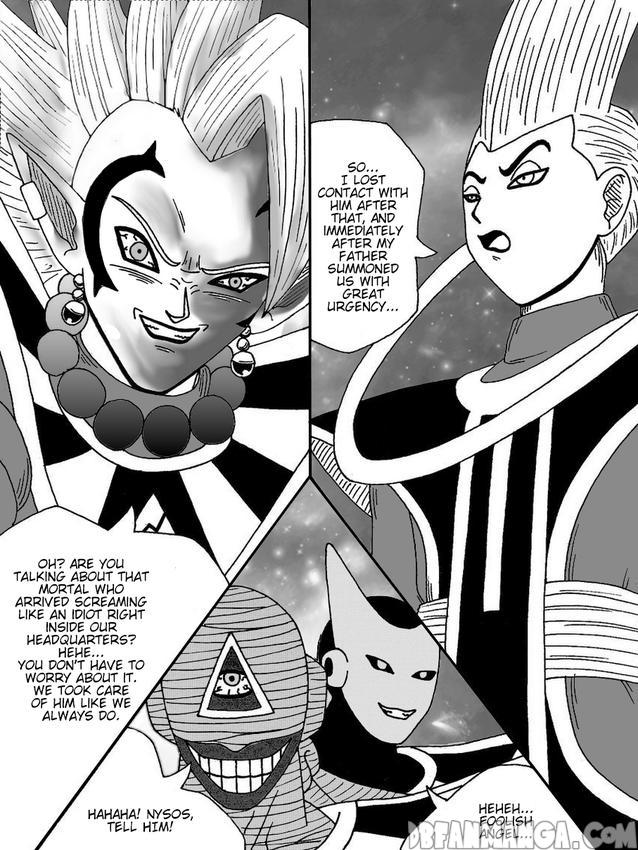 SO...
I LOST
CONTACT WITH
HIM AFTER
THAT, AND
IMMEDIATELY
AFTER MY
FATHER
SUMMONED
US WITH
GREAT
URGENCY...
OH? ARE YOU
TALKING ABOUT THAT
MORTAL WHO
ARRIVED SCREAMING
LIKE AN IDIOT RIGHT
INSIDE OUR
HEADQUARTERS?
HEHE...
YOU DON'T HAVE TO
WORRY ABOUT IT.
WE TOOK CARE
OF HIM LIKE WE
ALWAYS DO.
HAHAHA! NYSOS,
TELL HIM!
HEHEH...
FOOLISH
ANGEL...
DBFANMANGA.COM